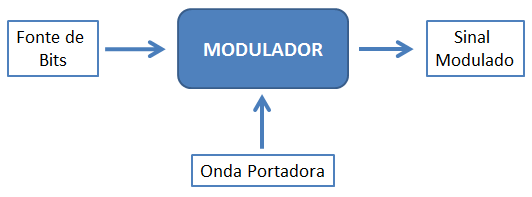 Fonte de
Bits
MODULADOR
Sinal
Modulado
Onda Portadora